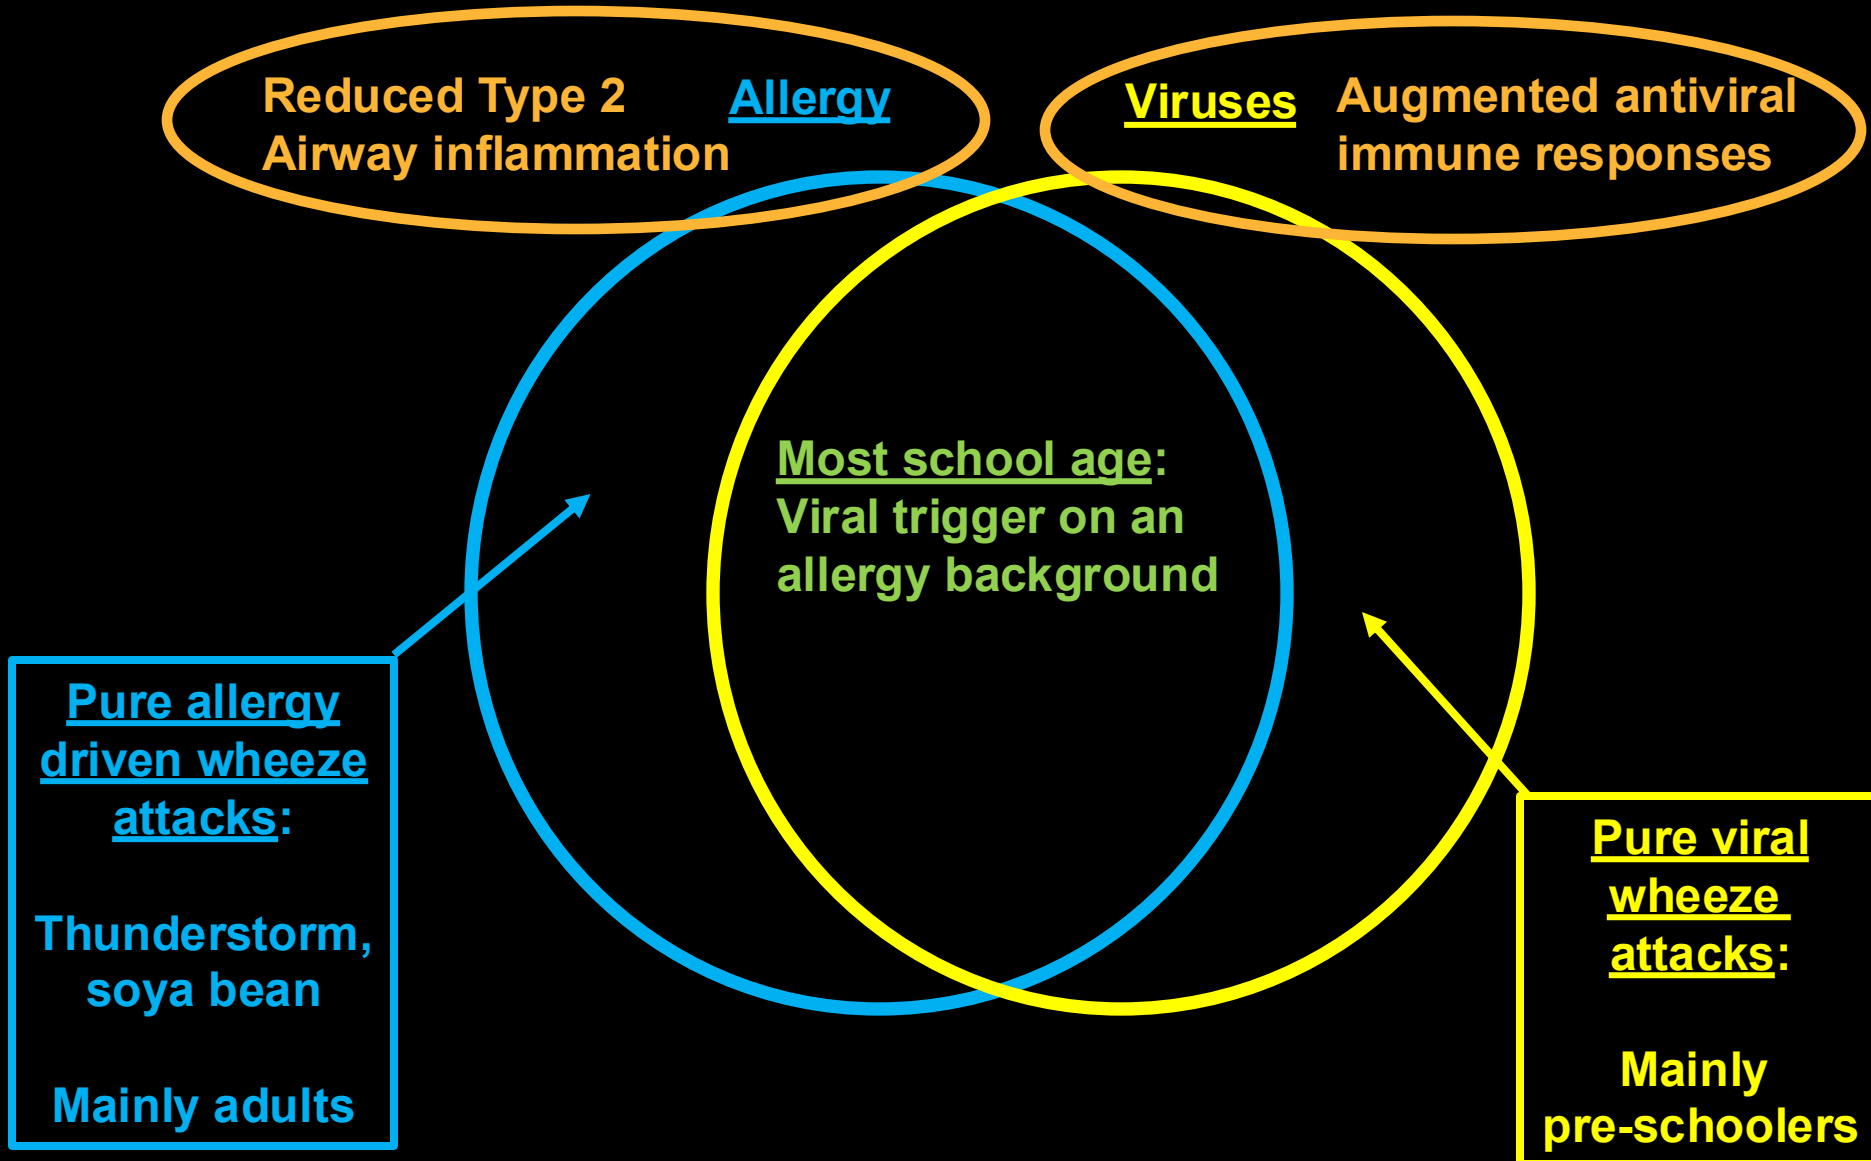 Reduced Type 2
Airway inflammation
Allergy
Viruses
Augmented antiviral
immune responses
Most school age:
Viral trigger on an
allergy background
Pure allergy
driven wheeze
attacks:
Thunderstorm,
soya bean
Mainly adults
Pure viral
wheeze
attacks:
Mainly
pre-schoolers